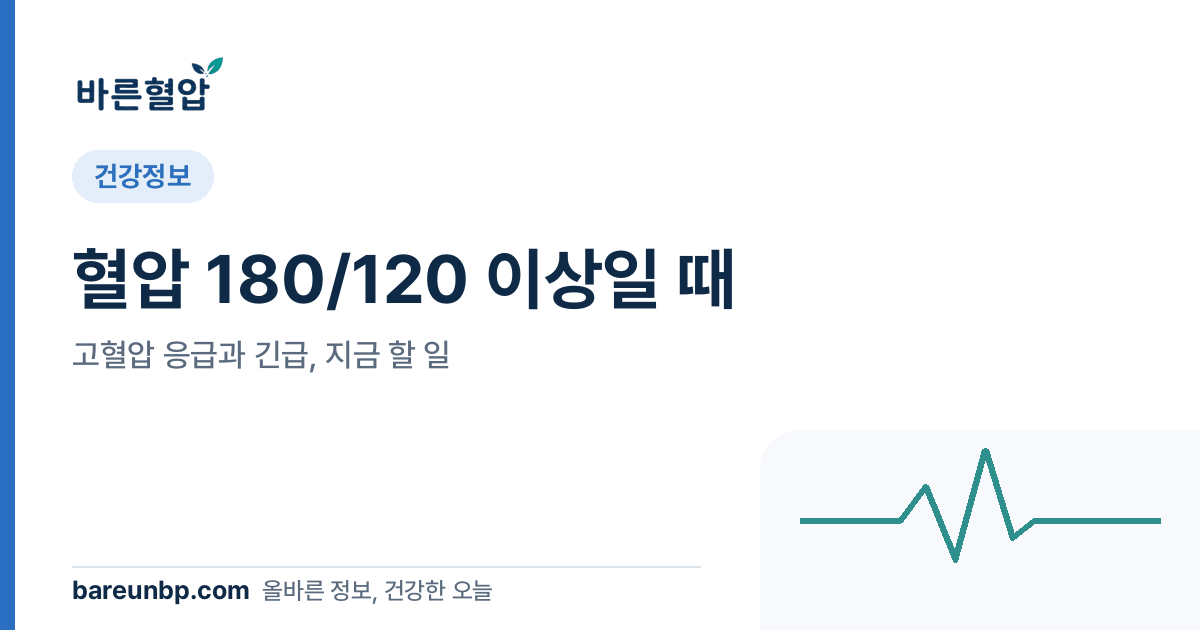 바른혈압
건강정보
혈압 180/120 이상일 때
고혈압 응급과 긴급, 지금 할 일
bareunbp.com 올바른 정보, 건강한 오늘